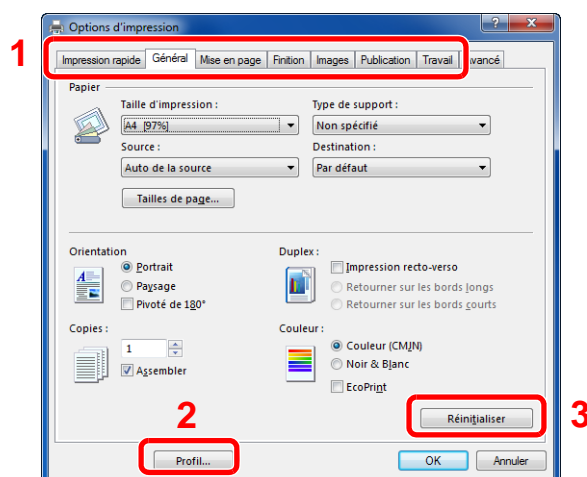 Options d'impression
?
X
1
Impression rapide Général Mise en page Finition Images Publication Travail Avancé
Papier
Taille d'impression : Type de support :
A4 [97%] Non spécifié
Source : Destination :
Auto de la source Par défaut
Tailles de page...
Orientation Duplex :
Portrait Impression recto-verso
Paysage Retourner sur les bords longs
Pivoté de 180° Retourner sur les bords courts
Copies : Couleur :
1 Couleur (CMJN)
Assembler Noir & Blanc
EcoPrint
2
Réinitialiser 3
Profil... OK Annuler